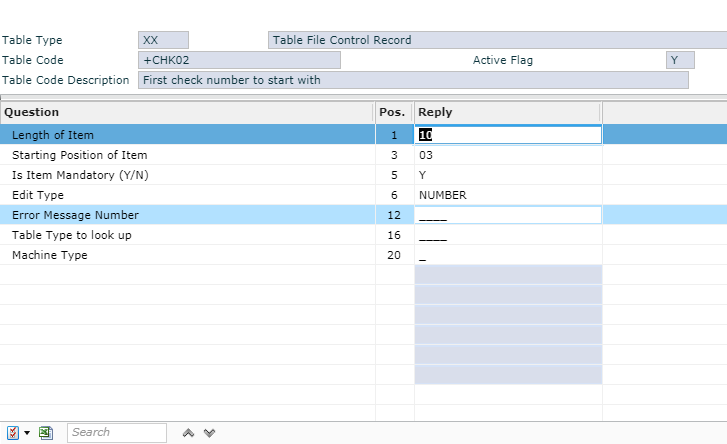 Table Type XX Table File Control Record
Table Code +CHK02 Active Flag Y
Table Code Description First check number to start with
Question Pos. Reply
Length of Item 1 10
Starting Position of Item 3 03
Is Item Mandatory (Y/N) 5 Y
Edit Type 6 NUMBER
Error Message Number 12 ____
Table Type to look up 16 ____
Machine Type 20 _
Search